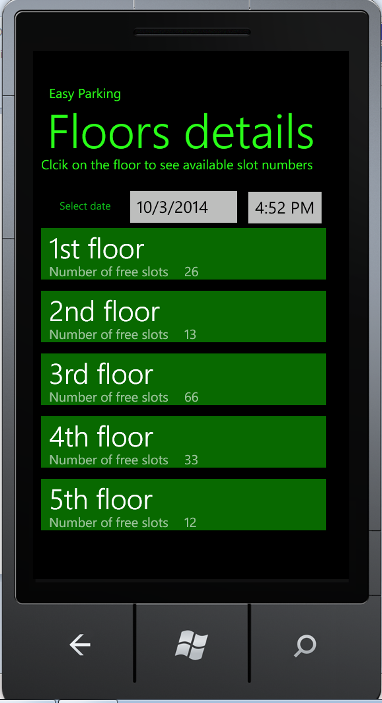 Easy Parking
Floors details
Clcik on the floor to see available slot numbers
Select date 10/3/2014 4:52 PM
1st floor
Number of free slots 26
2nd floor
Number of free slots 13
3rd floor
Number of free slots 66
4th floor
Number of free slots 33
5th floor
Number of free slots 12